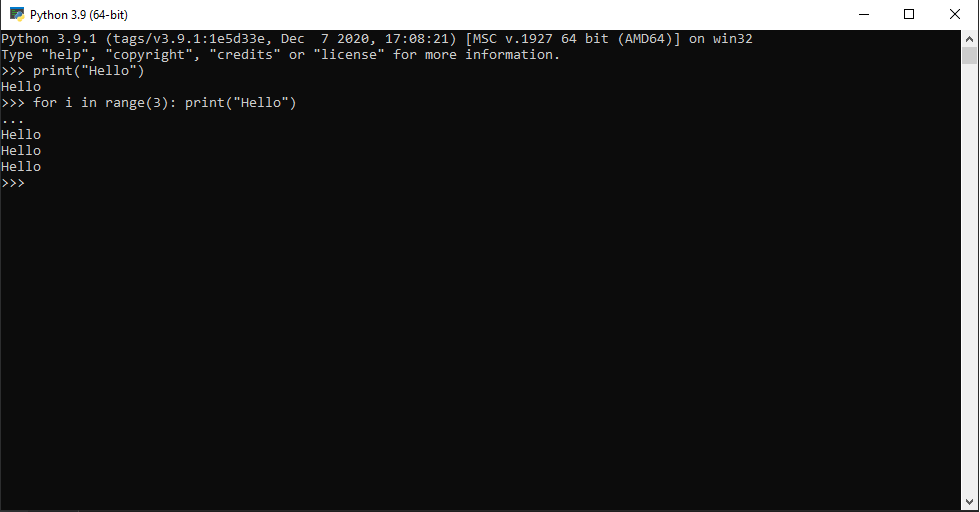 Python 3.9 (64-bit)
Python 3.9.1 (tags/v3.9.1:1e5d33e, Dec  7 2020, 17:08:21) [MSC v.1927 64 bit (AMD64)] on win32
Type "help", "copyright", "credits" or "license" for more information.
>>> print("Hello")
Hello
>>> for i in range(3): print("Hello")
...
Hello
Hello
Hello
>>>